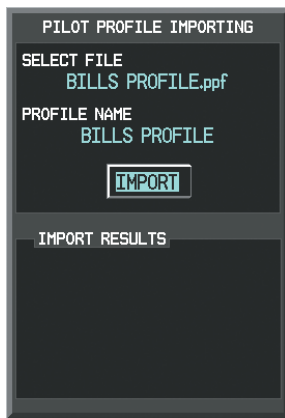 PILOT PROFILE IMPORTING
SELECT FILE
BILLS PROFILE.ppf
PROFILE NAME
BILLS PROFILE
IMPORT
IMPORT RESULTS